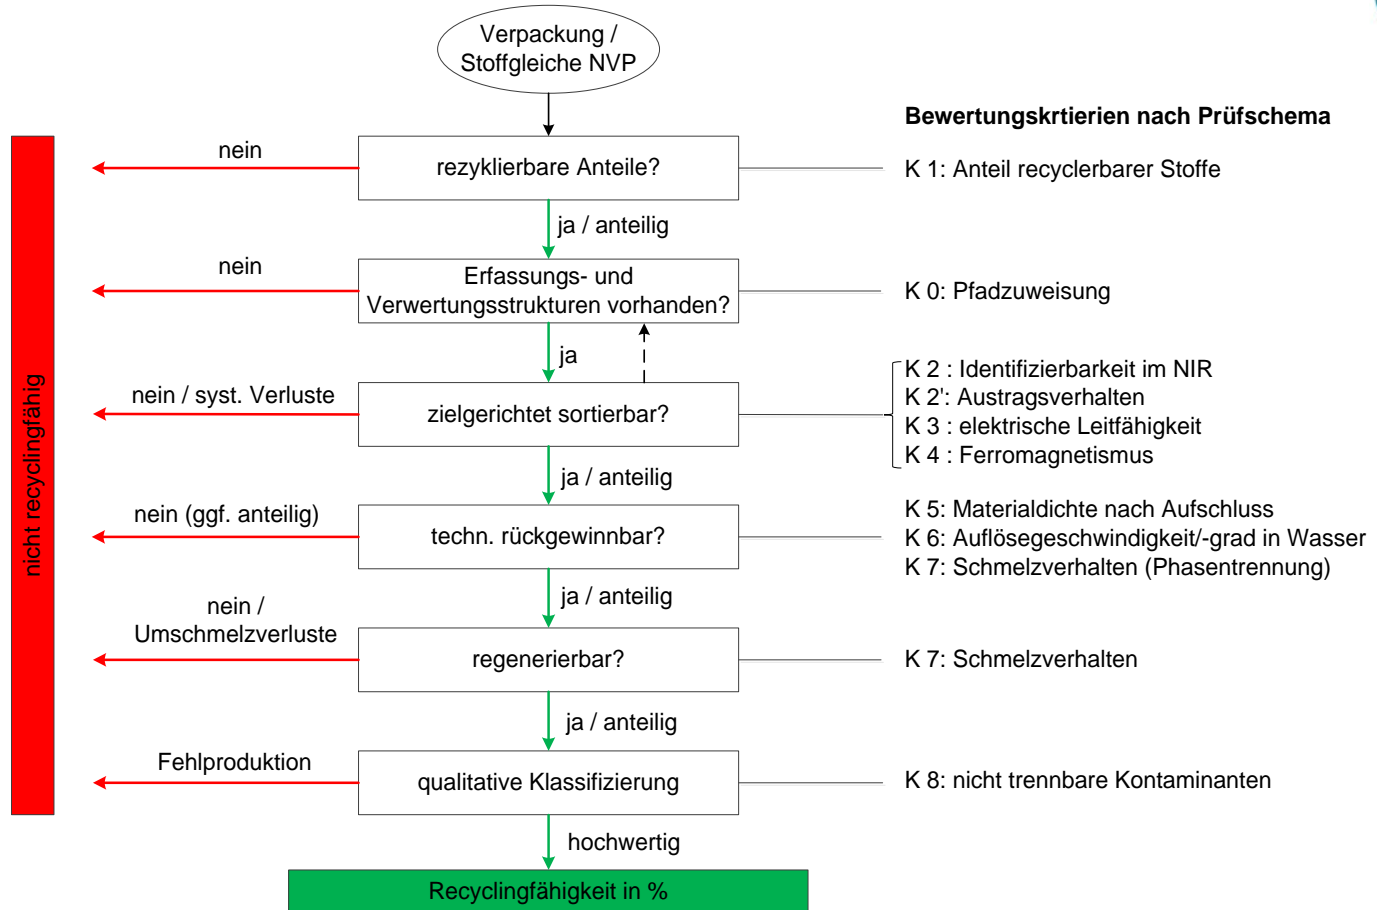 Verpackung /
Stoffgleiche NVP
Bewertungskrtierien nach Prüfschema
nein
rezyklierbare Anteile?
K 1: Anteil recyclerbarer Stoffe
ja / anteilig
nein
Erfassungs- und
Verwertungsstrukturen vorhanden?
K 0: Pfadzuweisung
ja
nein / syst. Verluste
zielgerichtet sortierbar?
K 2 : Identifizierbarkeit im NIR
K 2': Austragsverhalten
K 3 : elektrische Leitfähigkeit
K 4 : Ferromagnetismus
ja / anteilig
nein (ggf. anteilig)
techn. rückgewinnbar?
K 5: Materialdichte nach Aufschluss
K 6: Auflösegeschwindigkeit/-grad in Wasser
K 7: Schmelzverhalten (Phasentrennung)
ja / anteilig
nein /
Umschmelzverluste
regenerierbar?
K 7: Schmelzverhalten
ja / anteilig
Fehlproduktion
qualitative Klassifizierung
K 8: nicht trennbare Kontaminanten
hochwertig
Recyclingfähigkeit in %
nicht recyclingfähig